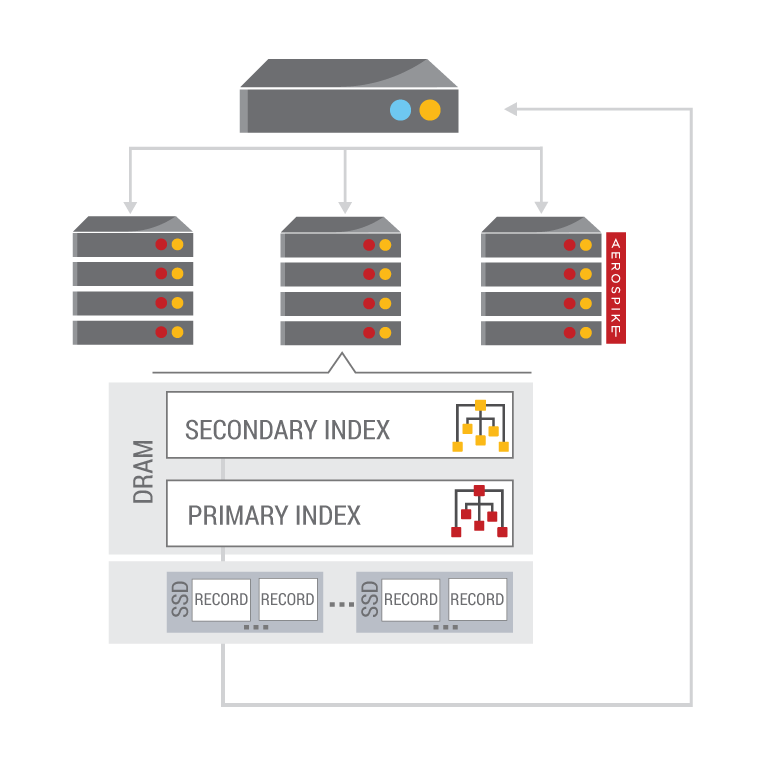 AEROSPIKE
SECONDARY INDEX
DRAM
PRIMARY INDEX
SSD
RECORD
RECORD
SSD
RECORD
RECORD